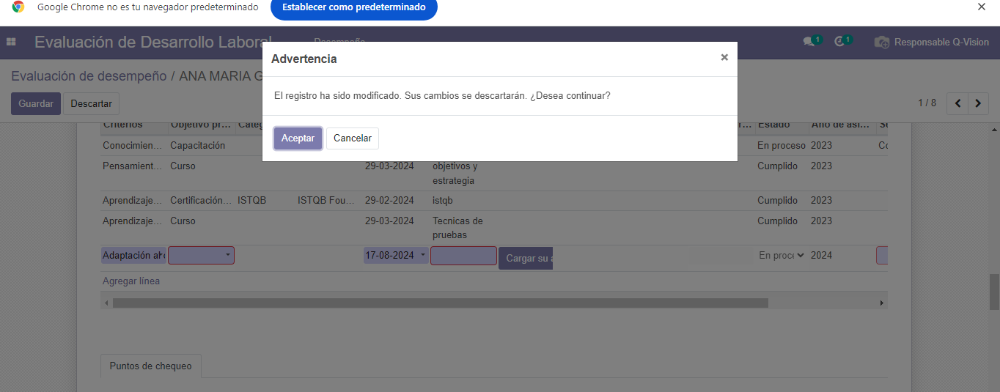 Google Chrome no es tu navegador predeterminado Establecer como predeterminado
Evaluación de Desarrollo Laboral
1 1 Responsable Q-Vision
Evaluación de desempeño / ANA MARIA G
Advertencia
El registro ha sido modificado. Sus cambios se descartarán. ¿Desea continuar?
Aceptar Cancelar
Guardar Descartar 1 / 8
Criterios Objetivo pr... Estado Año de asi...
Conocimien... Capacitación En proceso 2023 Co
Pensamient... Curso 29-03-2024 objetivos y Cumplido 2023
estrategia
Aprendizaje... Certificación... ISTQB ISTQB Fou... 29-02-2024 istqb Cumplido 2023
Aprendizaje... Curso 29-03-2024 Tecnicas de Cumplido 2023
pruebas
Adaptación 17-08-2024 Cargar su a En proce 2024
Agregar línea
Puntos de chequeo